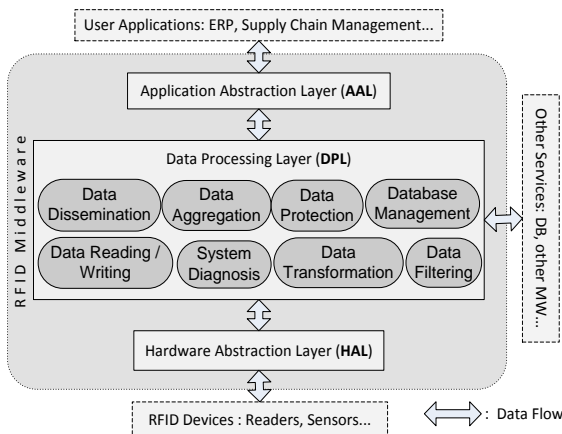 User Applications: ERP, Supply Chain Management...
Application Abstraction Layer (AAL)
RFID Middleware
Data Processing Layer (DPL)
Data
Dissemination
Data
Aggregation
Data
Protection
Database
Management
Data Reading /
Writing
System
Diagnosis
Data
Transformation
Data
Filtering
Other Services: DB, other MW...
Hardware Abstraction Layer (HAL)
RFID Devices : Readers, Sensors...
: Data Flow